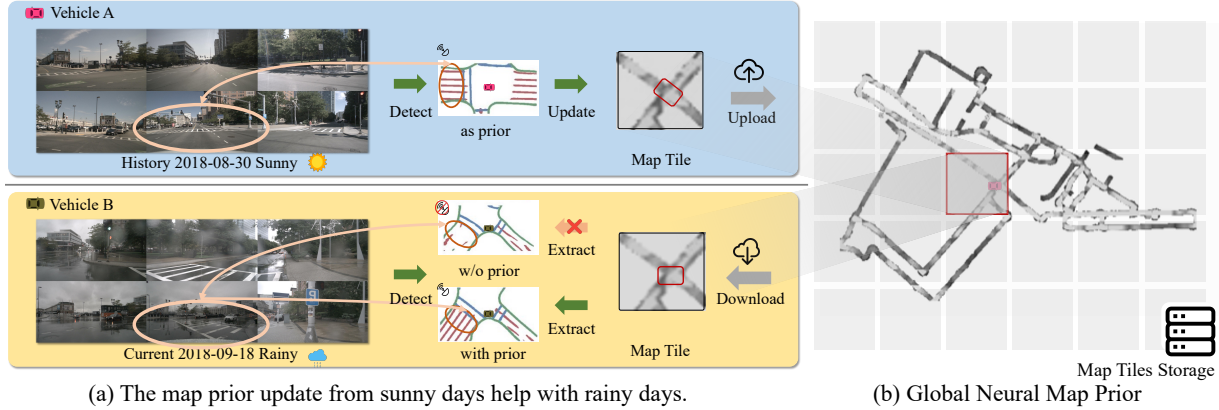 Vehicle A
Detect
as prior
Update
Map Tile
Upload
History 2018-08-30 Sunny
Vehicle B
w/o prior
Extract
Detect
with prior
Extract
Map Tile
Download
Current 2018-09-18 Rainy
Map Tiles Storage
(a) The map prior update from sunny days help with rainy days.
(b) Global Neural Map Prior